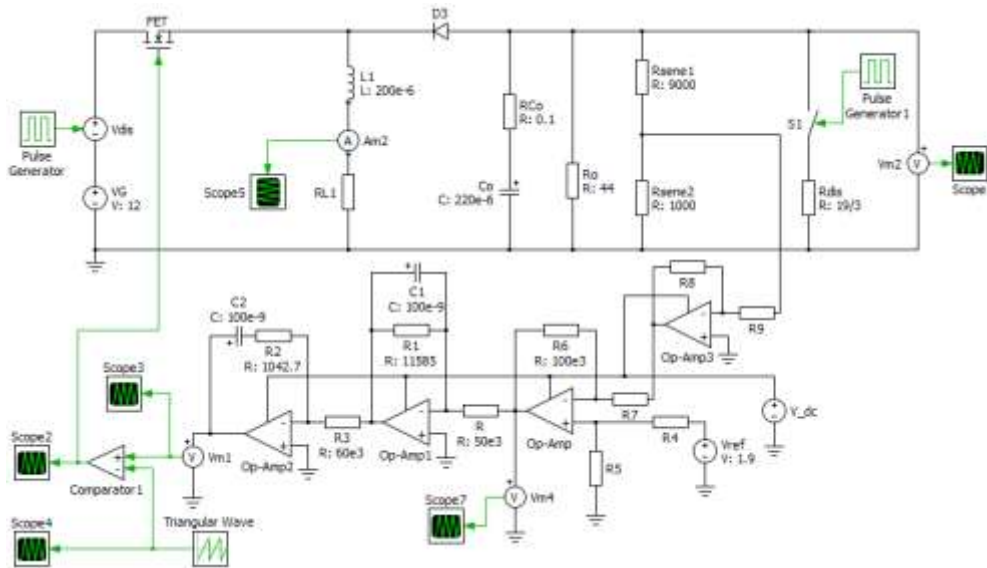 FET
D3
L1
L: 200e-6
Rsene1
R: 9000
RCo
R: 0.1
Pulse
Generator1
Vdis
Am2
S1
Pulse
Generator
Vm2
Scope
Scope5
RL1
Co
C: 220e-6
Ro
R: 44
VG
V: 12
Rsene2
R: 1000
Rdis
R: 19/3
C1
C: 100e-9
R8
C2
C: 100e-9
R1
R: 11585
R6
R: 100e3
R9
R2
R: 1042.7
Op-Amp3
Scope3
V_dc
R7
R4
Scope2
R3
R: 60e3
R
R: 50e3
Op-Amp
Op-Amp1
Op-Amp2
Vm1
Vref
V: 1.9
R5
Comparator1
Scope7
Vm4
Scope4
Triangular Wave